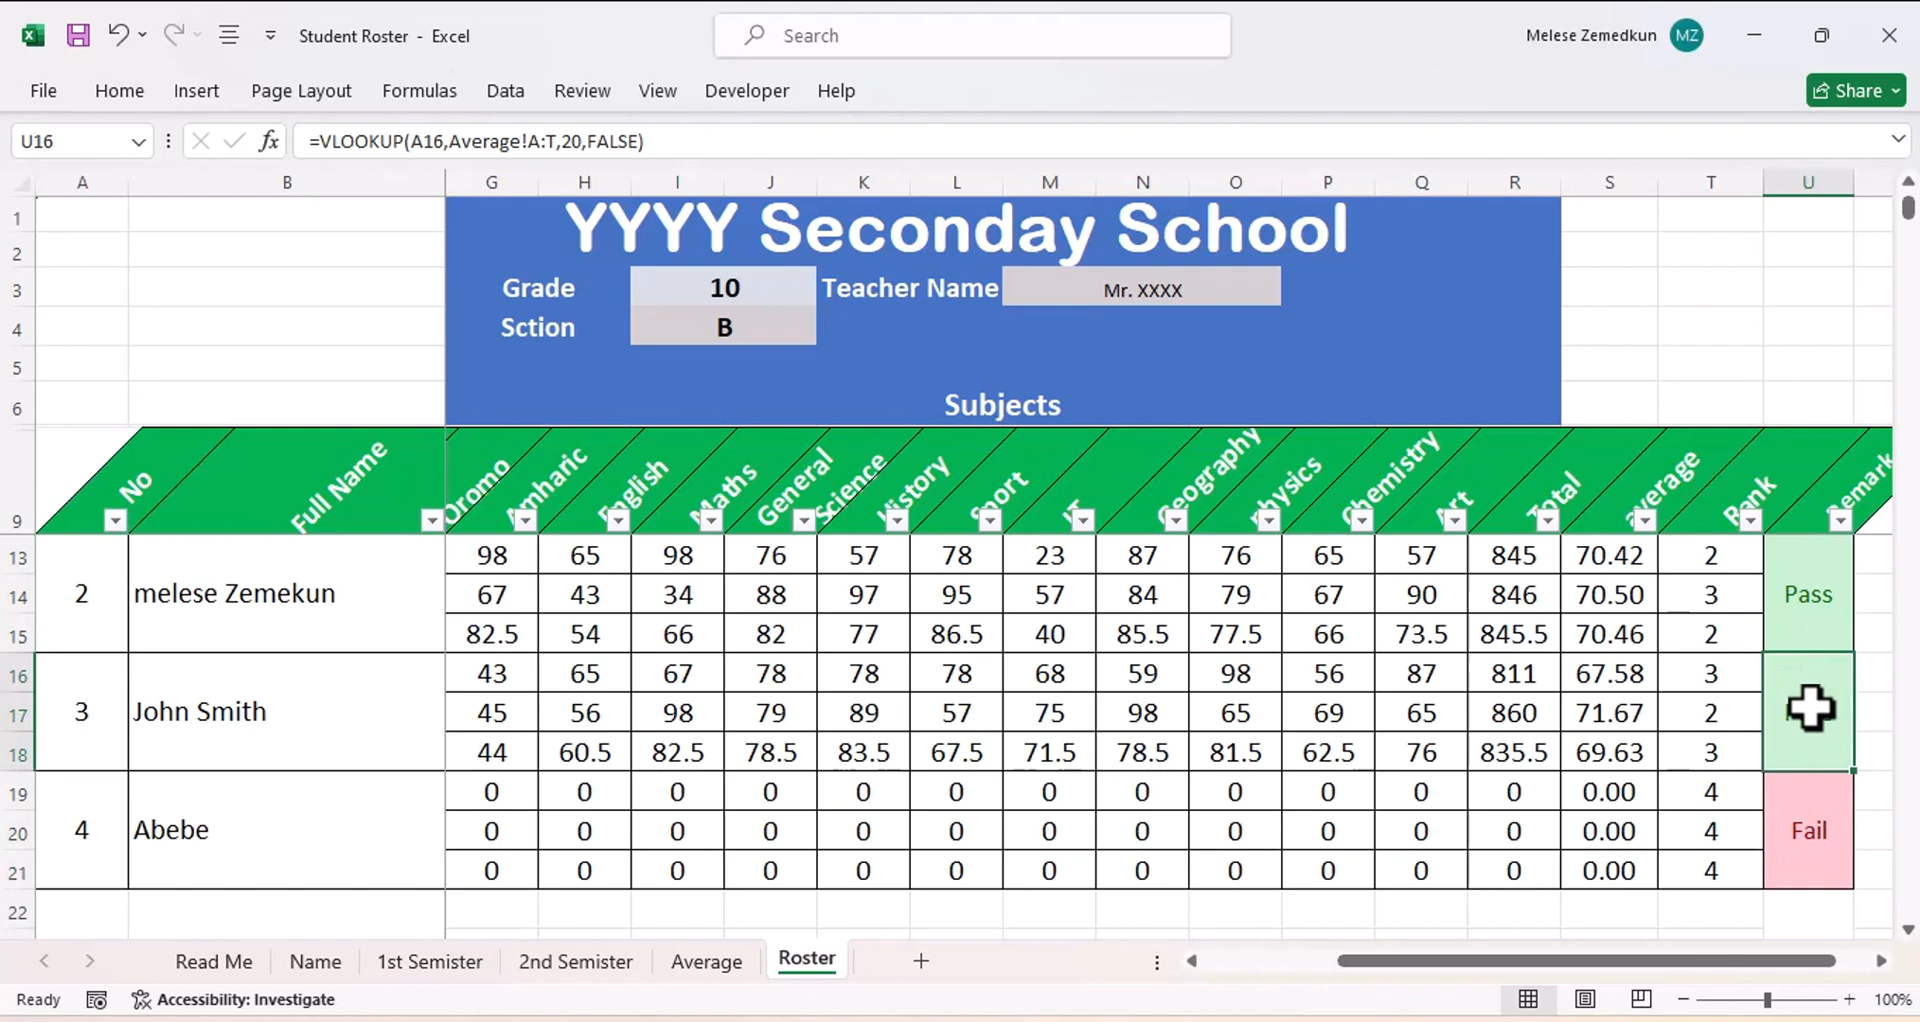 Student Roster - Excel
Search
Melese Zemedkun
MZ
File Home Insert Page Layout Formulas Data Review View Developer Help
Share
U16
fx
=VLOOKUP(A16,Average!A:T,20,FALSE)
A B G H I J K L M N O P Q R S T U
1
2
3
4
5
6
9
YYYY Seconday School
Grade 10 Teacher Name Mr. XXXX
Sction B
Subjects
No Full Name Oromo Amharic English Maths General Science History Sport IT Geography physics Chemistry Art Total average Rank Remark
13 98 65 98 76 57 78 23 87 76 65 57 845 70.42 2
14 2 melese Zemekun 67 43 34 88 97 95 57 84 79 67 90 846 70.50 3 Pass
15 82.5 54 66 82 77 86.5 40 85.5 77.5 66 73.5 845.5 70.46 2
16 43 65 67 78 78 78 68 59 98 56 87 811 67.58 3
17 3 John Smith 45 56 98 79 89 57 75 98 65 69 65 860 71.67 2
18 44 60.5 82.5 78.5 83.5 67.5 71.5 78.5 81.5 62.5 76 835.5 69.63 3
19 0 0 0 0 0 0 0 0 0 0 0 0 0.00 4
20 4 Abebe 0 0 0 0 0 0 0 0 0 0 0 0 0.00 4 Fail
21 0 0 0 0 0 0 0 0 0 0 0 0 0.00 4
22
Read Me Name 1st Semister 2nd Semister Average Roster
Ready Accessibility: Investigate 100%